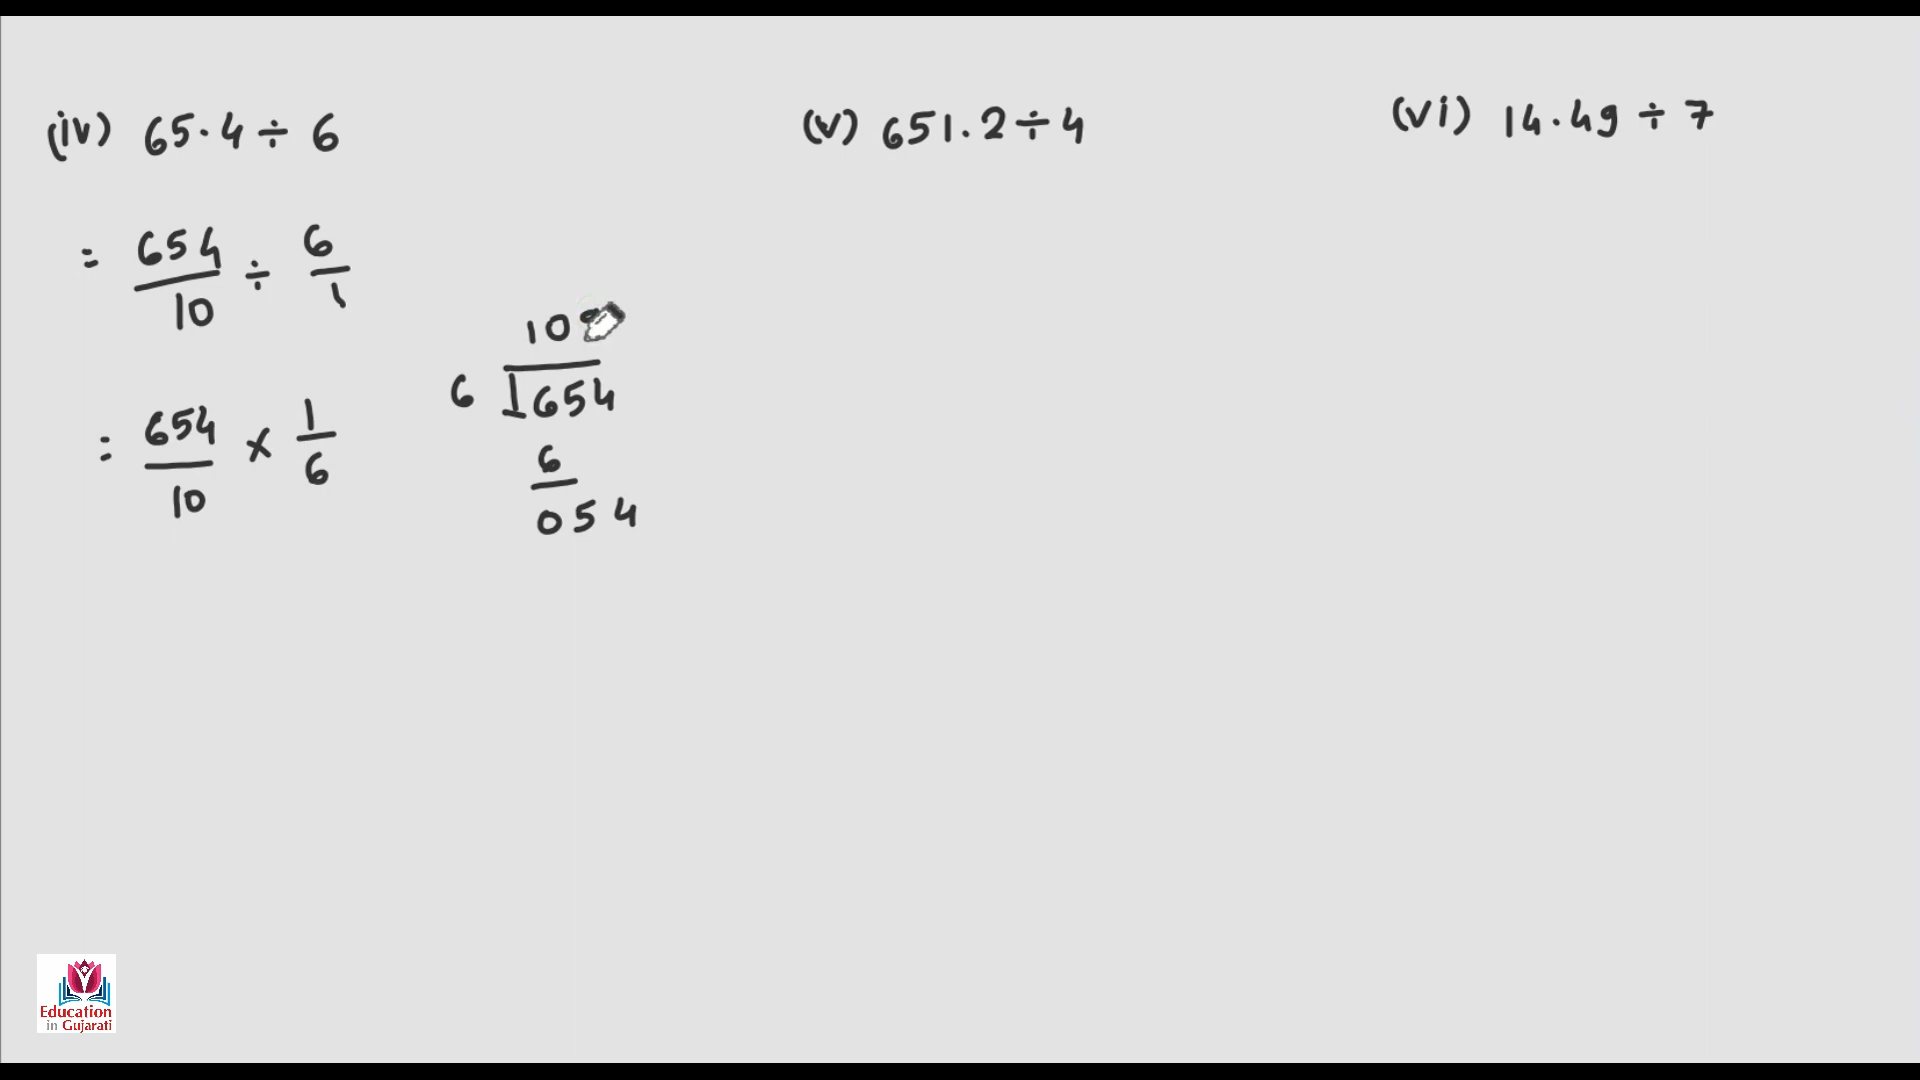 (iv) 65.4 ÷ 6
= 654/10 ÷ 6/1
= 654/10 × 1/6
10
6 654
6
054
(v) 651.2 ÷ 4
(vi) 14.49 ÷ 7
Education
in Gujarati